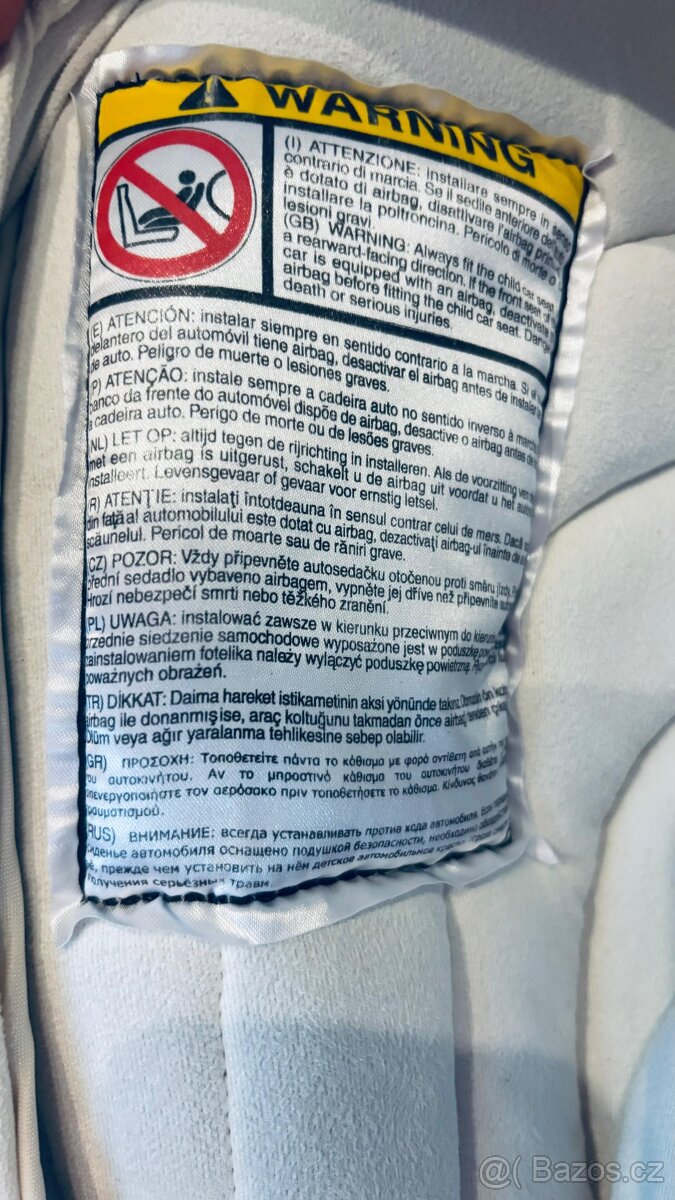 WARNING
(I) ATTENZIONE: installare sempre in senso
contrario di marcia. Se il sedile anteriore
è dotato di airbag, disattivare l'airbag prima
installare la poltroncina. Pericolo di morte o
lesioni gravi.
(GB) WARNING: Always fit the child car seat
a rearward-facing direction. If the front seat of
car is equipped with an airbag, deactivate
airbag before fitting the child car seat.
death or serious injuries.
(E) ATENCIÓN: instalar siempre en sentido contrario a la marcha. Si el
delantero del automóvil tiene airbag, desactivar el airbag antes de instalar
de auto. Peligro de muerte o lesiones graves.
P) ATENÇÃO: instale sempre a cadeira auto no sentido inverso à
banco da frente do automóvel dispõe de airbag, desactive o airbag antes de
a cadeira auto. Perigo de morte ou de lesões graves.
NL) LET OP: altijd tegen de rijrichting in installeren. Als de voorzitting van
met een airbag is uitgerust, schakelt u de airbag uit voordat u het
installeert. Levensgevaar of gevaar voor ernstig letsel.
R) ATENȚIE: instalați întotdeauna în sensul contrar celui de mers. Dacă
din față al automobilului este dotat cu airbag, dezactivați airbag-ul înainte de
scăunelul. Pericol de moarte sau de răniri grave.
(CZ) POZOR: Vždy připevněte autosedačku otočenou proti směru jízdy.
přední sedadlo vybaveno airbagem, vypněte jej dříve než připevníte
Hrozí nebezpečí smrti nebo těžkého zranění.
(PL) UWAGA: instalować zawsze w kierunku przeciwnym do
przednie siedzenie samochodowe wyposażone jest w poduszkę
zainstalowaniem fotelika należy wyłączyć poduszkę powietrzną.
poważnych obrażeń.
(TR) DİKKAT: Daima hareket istikametinin aksi yönünde
airbag ile donanmış ise, araç koltuğunu takmadan önce
Ölüm veya ağır yaralanma tehlikesine sebep olabilir.
(GR) ΠΡΟΣΟΧΗ: Τοποθετείτε πάντα το κάθισμα με φορά αντίθετη από
του αυτοκινήτου. Αν το μπροστινό κάθισμα του αυτοκινήτου
απενεργοποιήστε τον αερόσακο πριν τοποθετήσετε το κάθισμα. Κίνδυνος
τραυματισμού.
RUS) ВНИМАНИЕ: всегда устанавливать против хода автомобиля.
сиденье автомобиля оснащено подушкой безопасности, необходимо
прежде чем установить на нём детское автомобильное
получения серьёзных травм.
@( Bazos.cz